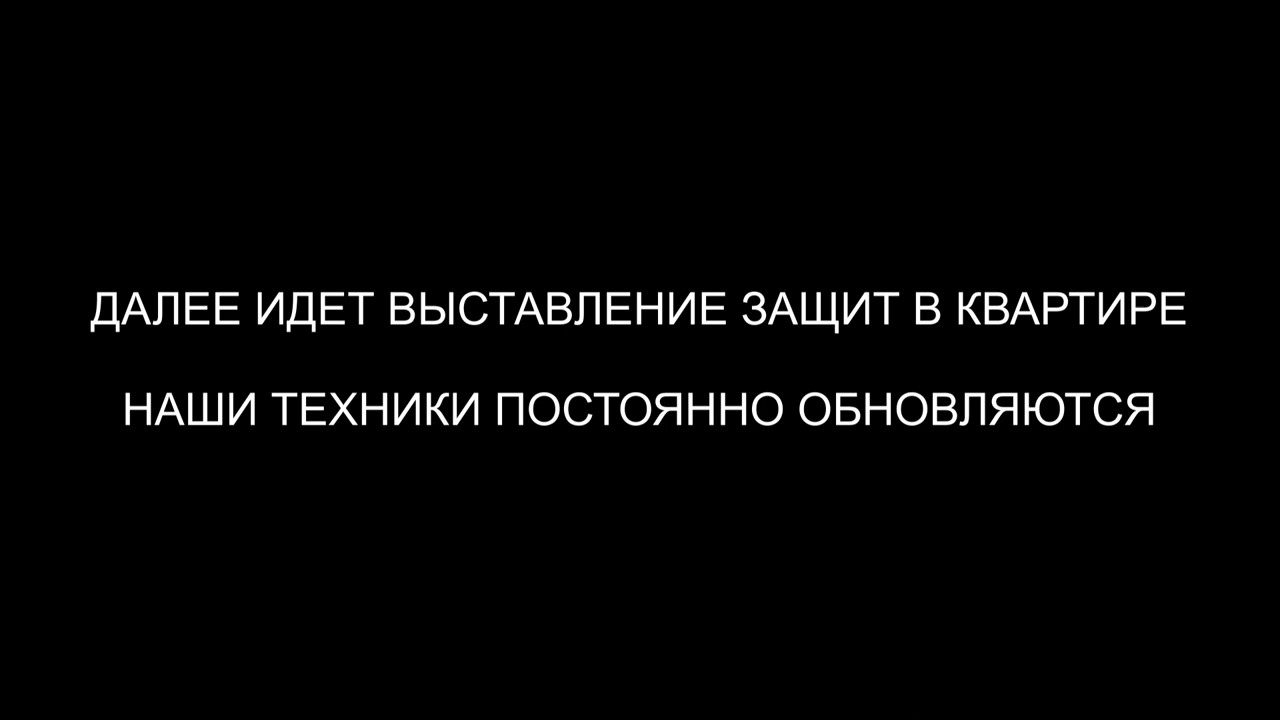 ДАЛЕЕ ИДЕТ ВЫСТАВЛЕНИЕ ЗАЩИТ В КВАРТИРЕ
НАШИ ТЕХНИКИ ПОСТОЯННО ОБНОВЛЯЮТСЯ